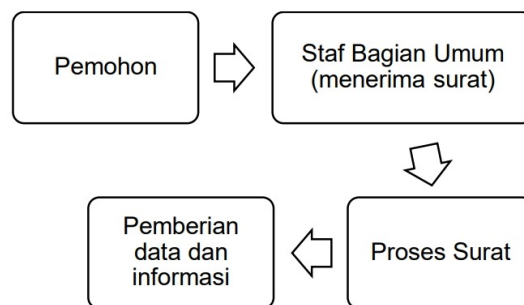 Pemohon
Staf Bagian Umum
(menerima surat)
Proses Surat
Pemberian
data dan
informasi